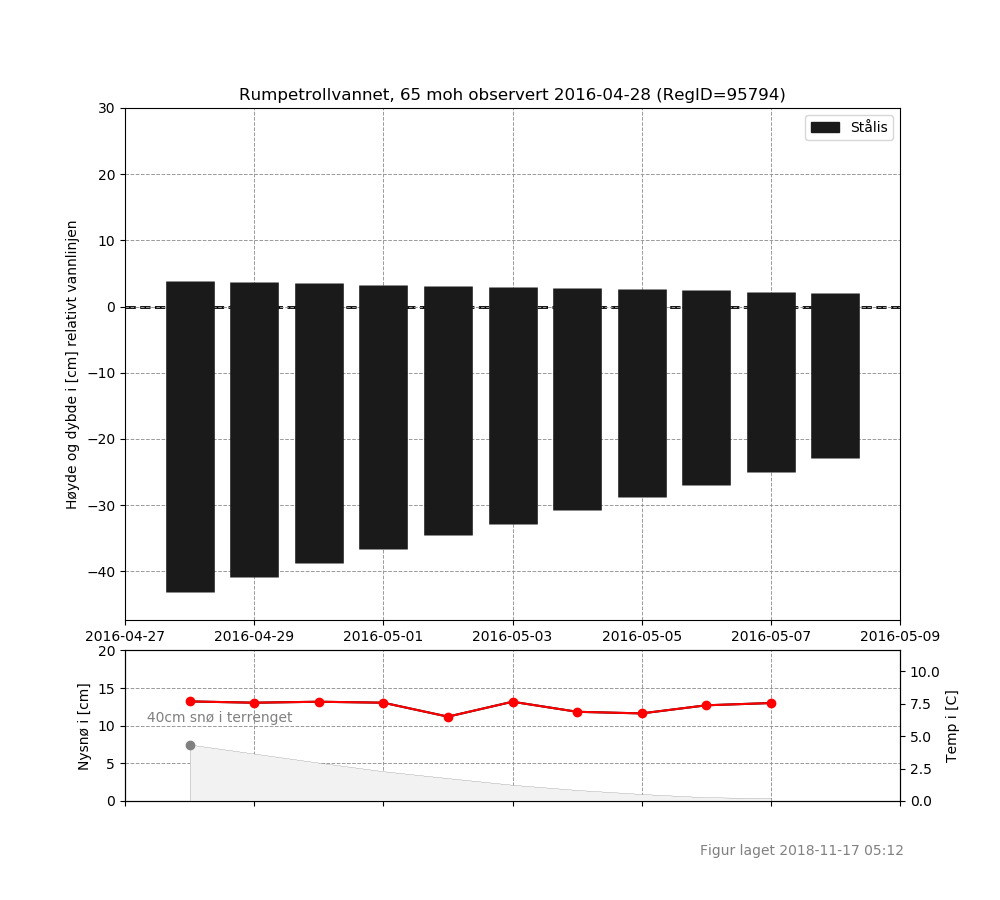 Rumpetrollvannet, 65 moh observert 2016-04-28 (RegID=95794)
Stålis
Høyde og dybde i [cm] relativt vannlinjen
30
20
10
0
−10
−20
−30
−40
2016-04-27 2016-04-29 2016-05-01 2016-05-03 2016-05-05 2016-05-07 2016-05-09
Nysnø i [cm]
20
15
10
5
0
40cm snø i terrenget
10.0
7.5
5.0
2.5
0.0
Temp i [C]
Figur laget 2018-11-17 05:12